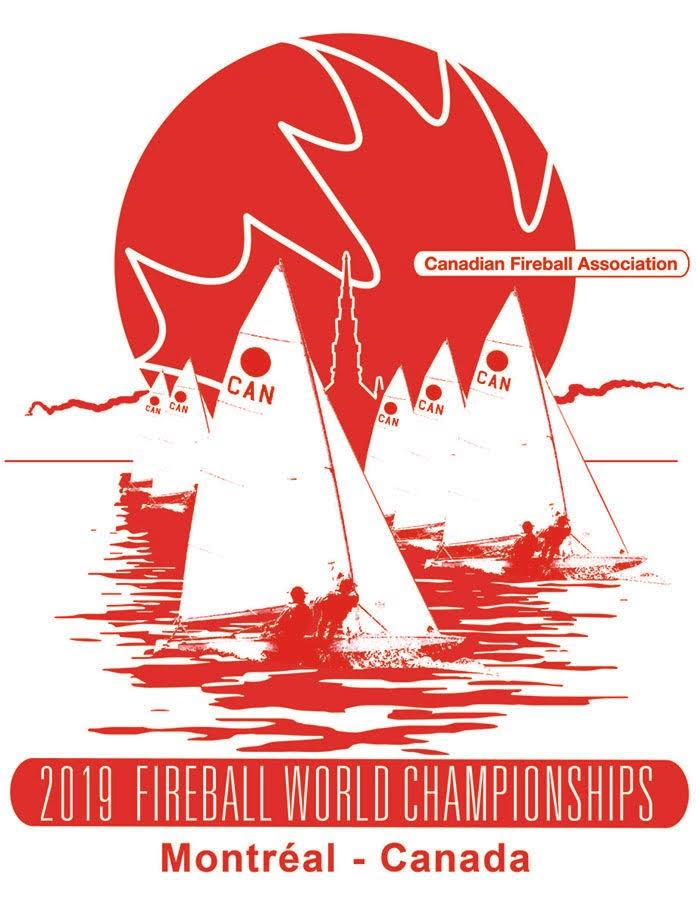 Canadian Fireball Association
CAN
CAN
CAN
CAN
CAN
CAN
2019 FIREBALL WORLD CHAMPIONSHIPS
Montréal - Canada